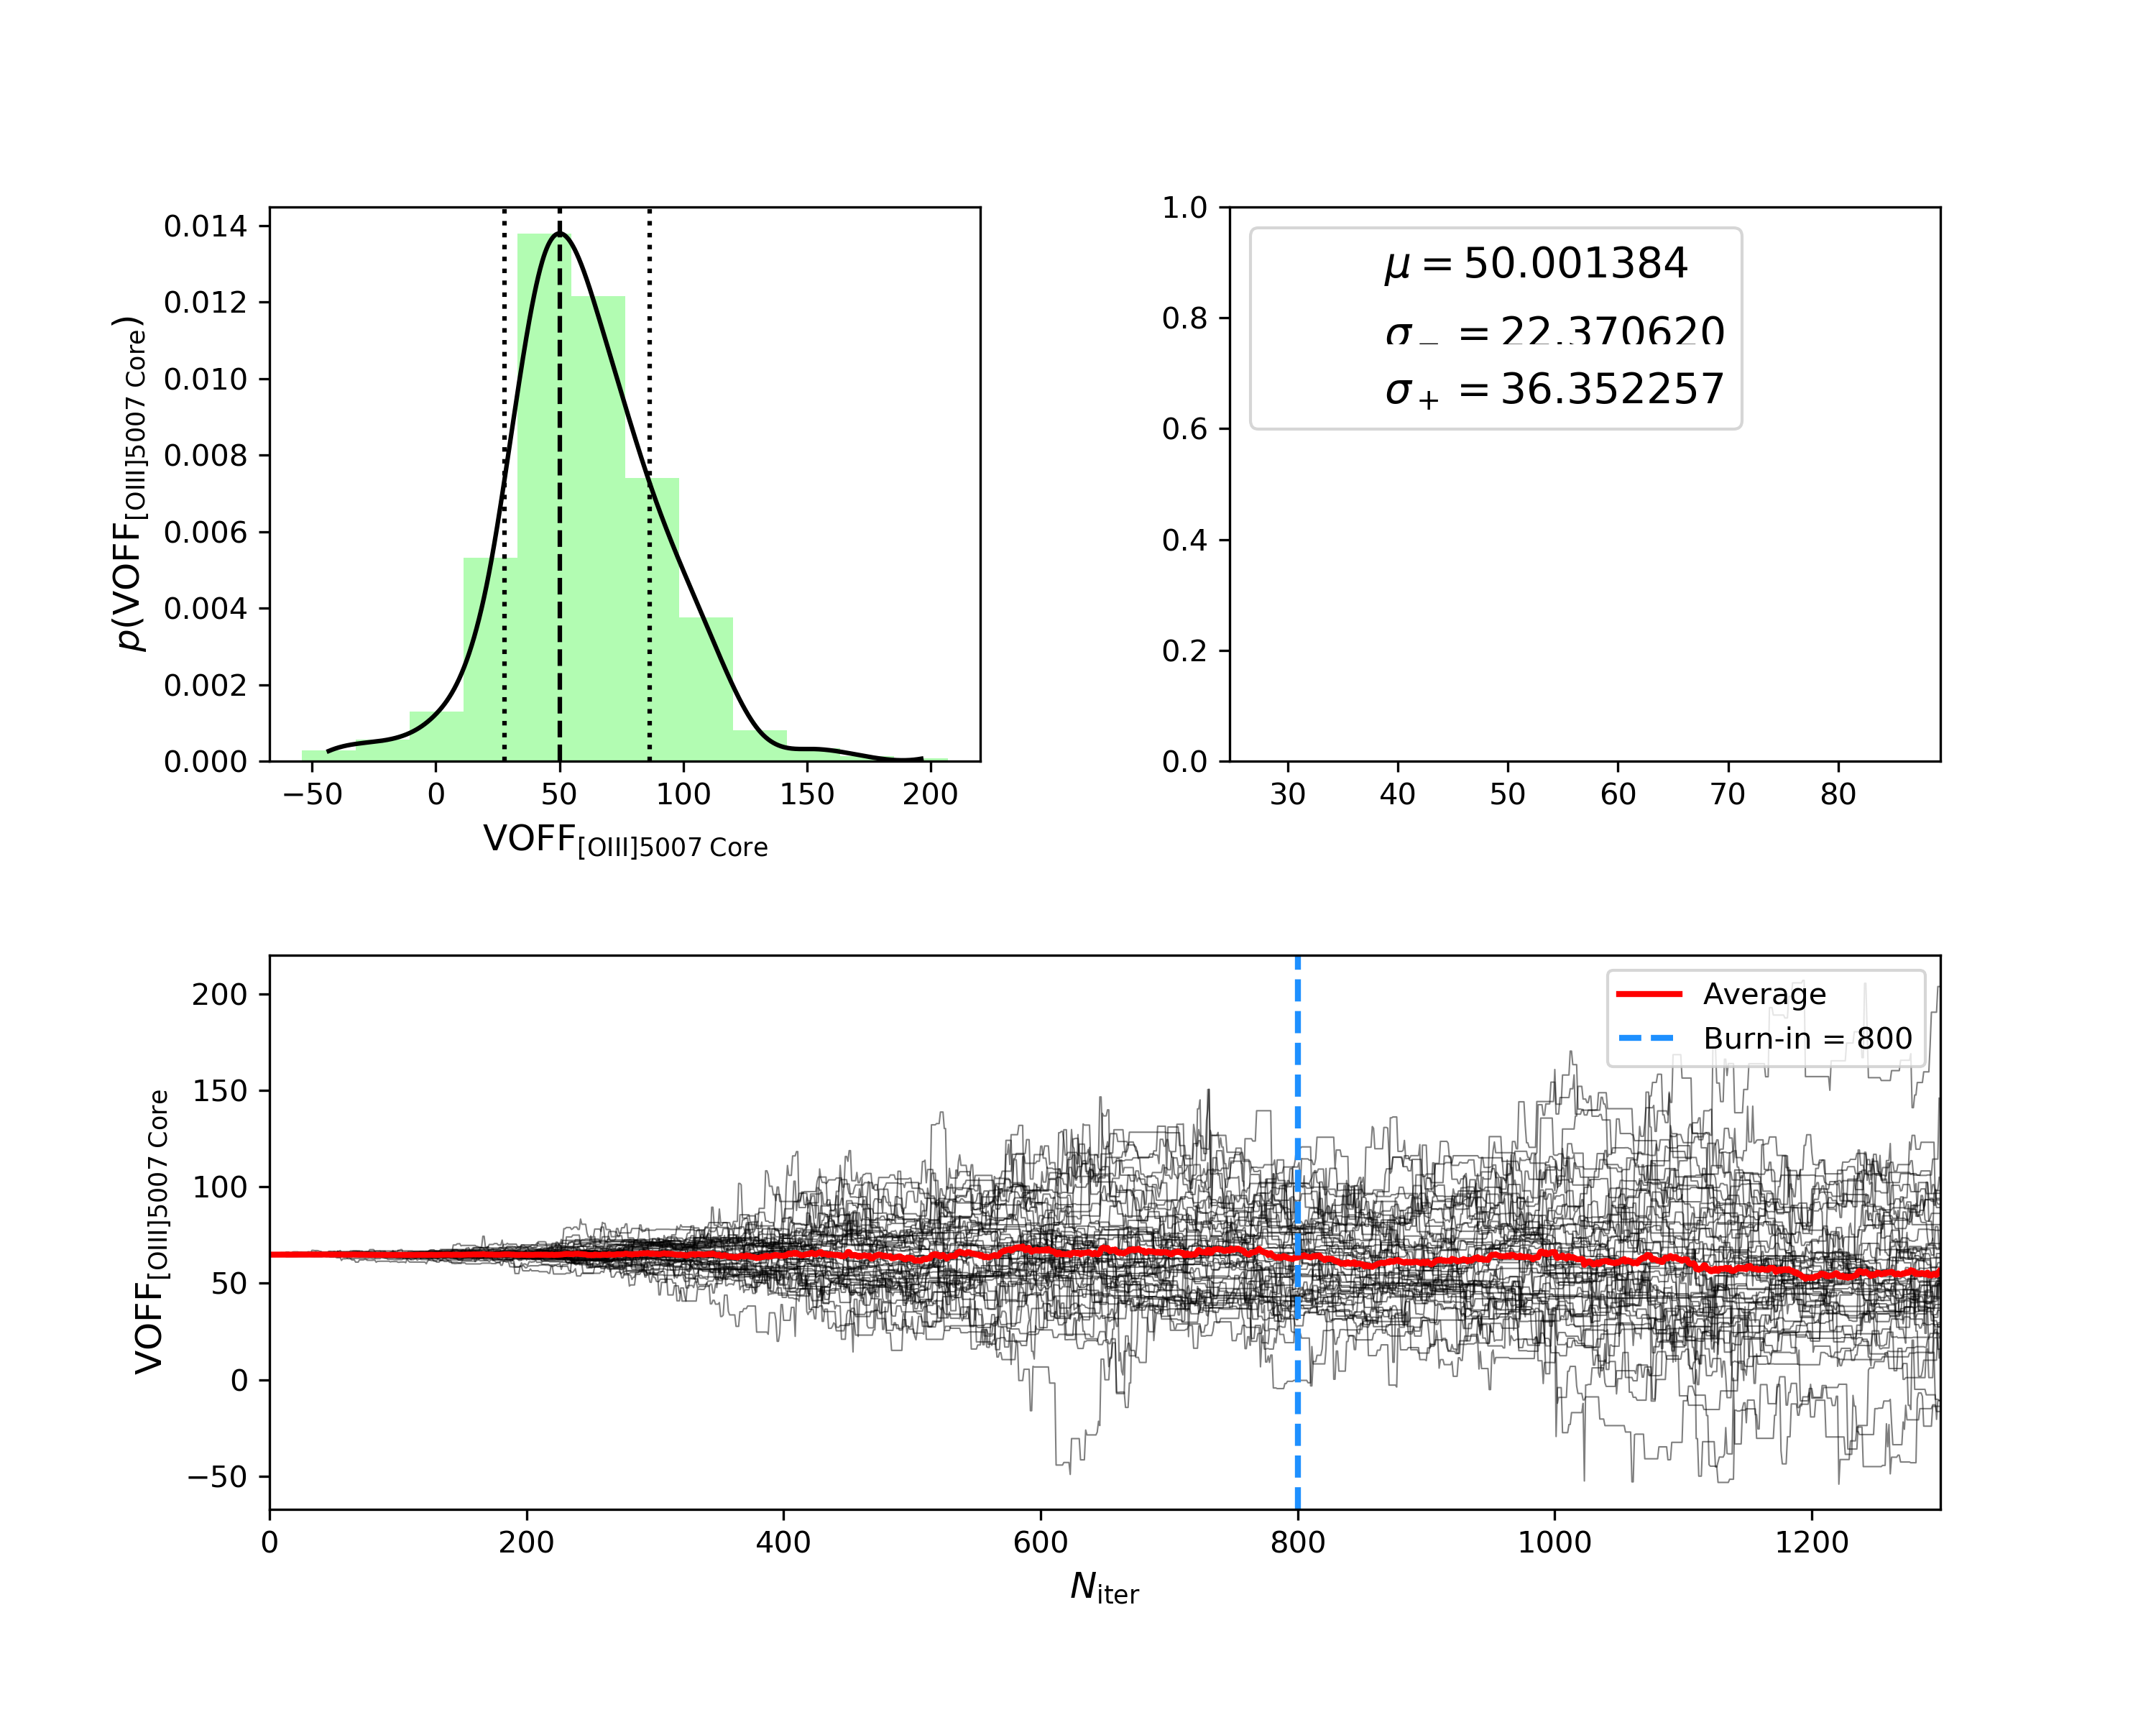 0.014
0.012
0.010
0.008
0.006
0.004
0.002
0.000
p(VOFF[OIII]5007 Core)
−50 0 50 100 150 200
VOFF[OIII]5007 Core
1.0
0.8
0.6
0.4
0.2
0.0
μ = 50.001384
σ− = 22.370620
σ+ = 36.352257
30 40 50 60 70 80
200
150
100
50
0
−50
VOFF[OIII]5007 Core
Average
Burn-in = 800
0 200 400 600 800 1000 1200
Niter